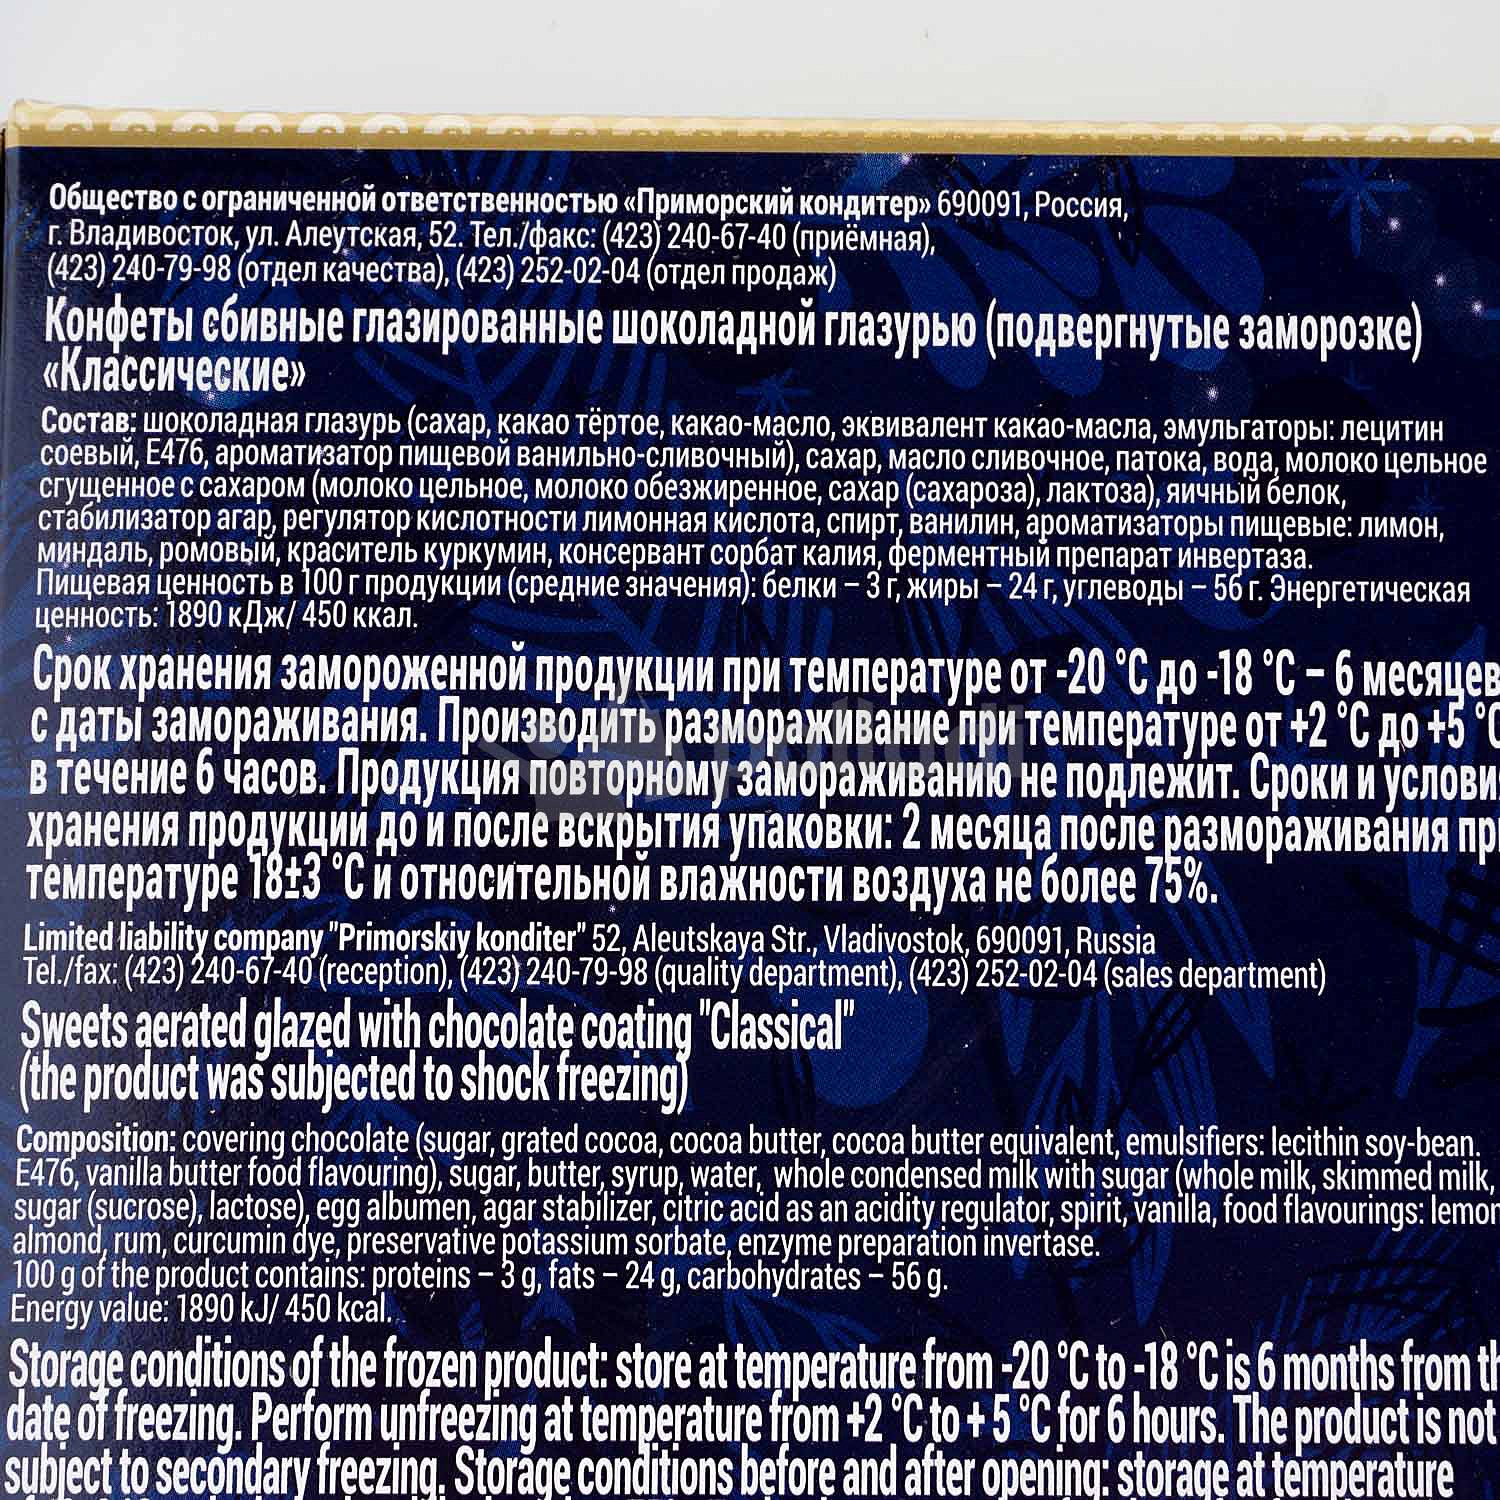 Общество с ограниченной ответственностью «Приморский кондитер» 690091, Россия,
г. Владивосток, ул. Алеутская, 52. Тел./факс: (423) 240-67-40 (приёмная),
(423) 240-79-98 (отдел качества), (423) 252-02-04 (отдел продаж)
Конфеты сбивные глазированные шоколадной глазурью (подвергнутые заморозке)
«Классические»
Состав: шоколадная глазурь (сахар, какао тёртое, какао-масло, эквивалент какао-масла, эмульгаторы: лецитин
соевый, Е476, ароматизатор пищевой ванильно-сливочный), сахар, масло сливочное, патока, вода, молоко цельное
сгущенное с сахаром (молоко цельное, молоко обезжиренное, сахар (сахароза), лактоза), яичный белок,
стабилизатор агар, регулятор кислотности лимонная кислота, спирт, ванилин, ароматизаторы пищевые: лимон,
миндаль, ромовый, краситель куркумин, консервант сорбат калия, ферментный препарат инвертаза.
Пищевая ценность в 100 г продукции (средние значения): белки – 3 г, жиры – 24 г, углеводы – 56 г. Энергетическая
ценность: 1890 кДж/ 450 ккал.
Срок хранения замороженной продукции при температуре от -20 °С до -18 °С – 6 месяцев
с даты замораживания. Производить размораживание при температуре от +2 °С до +5 °С
в течение 6 часов. Продукция повторному замораживанию не подлежит. Сроки и услови
хранения продукции до и после вскрытия упаковки: 2 месяца после размораживания при
температуре 18±3 °С и относительной влажности воздуха не более 75%.
Limited liability company "Primorskiy konditer" 52, Aleutskaya Str., Vladivostok, 690091, Russia
Tel./fax: (423) 240-67-40 (reception), (423) 240-79-98 (quality department), (423) 252-02-04 (sales department)
Sweets aerated glazed with chocolate coating "Classical"
(the product was subjected to shock freezing)
Composition: covering chocolate (sugar, grated cocoa, cocoa butter, cocoa butter equivalent, emulsifiers: lecithin soy-bean.
E476, vanilla butter food flavouring), sugar, butter, syrup, water, whole condensed milk with sugar (whole milk, skimmed milk,
sugar (sucrose), lactose), egg albumen, agar stabilizer, citric acid as an acidity regulator, spirit, vanilla, food flavourings: lemon
almond, rum, curcumin dye, preservative potassium sorbate, enzyme preparation invertase.
100 g of the product contains: proteins – 3 g, fats – 24 g, carbohydrates – 56 g.
Energy value: 1890 kJ/ 450 kcal.
Storage conditions of the frozen product: store at temperature from -20 °C to -18 °C is 6 months from th
date of freezing. Perform unfreezing at temperature from +2 °C to + 5 °C for 6 hours. The product is not
subject to secondary freezing. Storage conditions before and after opening: storage at temperature